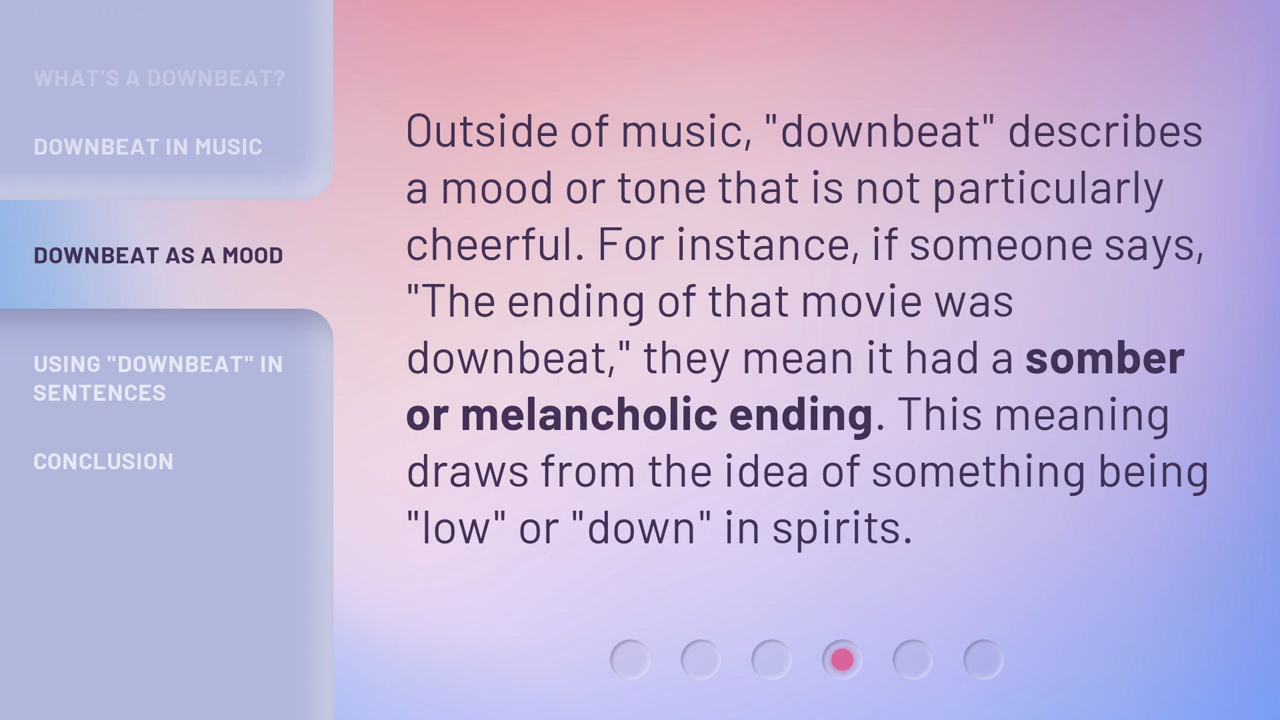 WHAT'S A DOWNBEAT?
DOWNBEAT IN MUSIC
DOWNBEAT AS A MOOD
USING "DOWNBEAT" IN
SENTENCES
CONCLUSION
Outside of music, "downbeat" describes
a mood or tone that is not particularly
cheerful. For instance, if someone says,
"The ending of that movie was
downbeat," they mean it had a somber
or melancholic ending. This meaning
draws from the idea of something being
"low" or "down" in spirits.